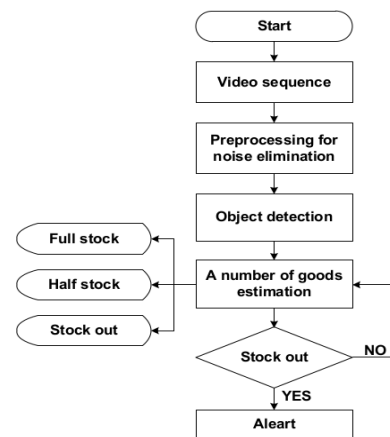 Start
Video sequence
Preprocessing for
noise elimination
Object detection
Full stock
Half stock
Stock out
A number of goods
estimation
Stock out
NO
YES
Aleart